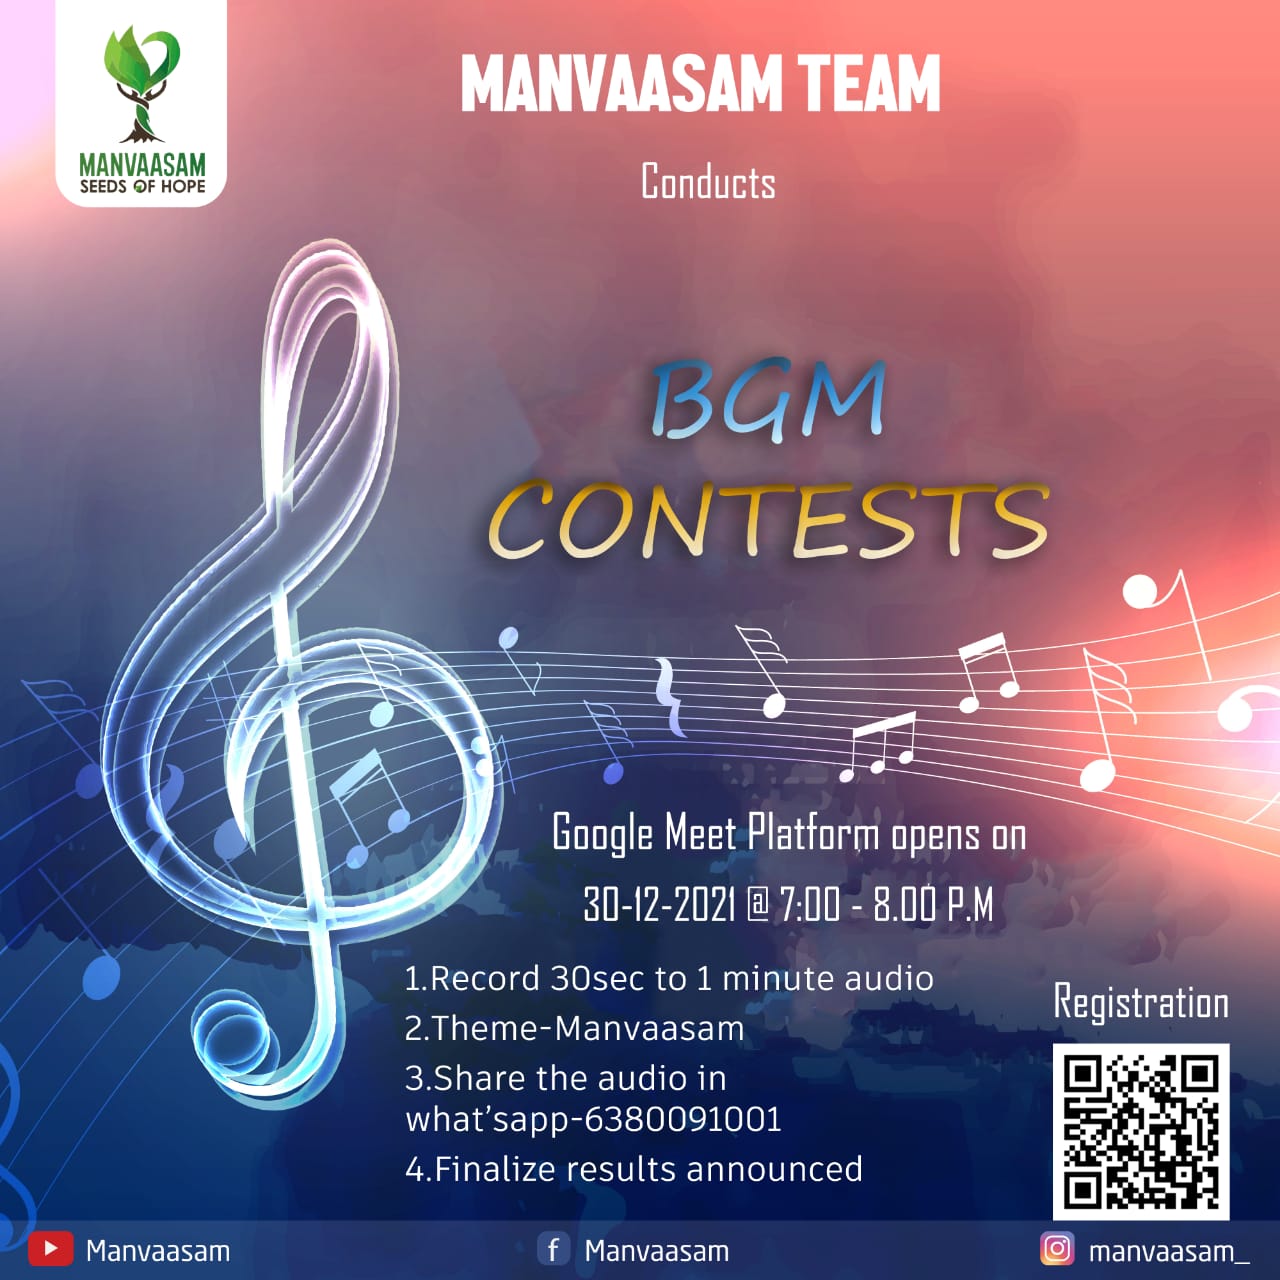 MANVAASAM
SEEDS OF HOPE
MANVAASAM TEAM
Conducts
BGM
CONTESTS
Google Meet Platform opens on
30-12-2021 @ 7:00 - 8.00 P.M
1.Record 30sec to 1 minute audio
2.Theme-Manvaasam
3.Share the audio in
what’sapp-6380091001
4.Finalize results announced
Registration
Manvaasam
f Manvaasam
manvaasam_